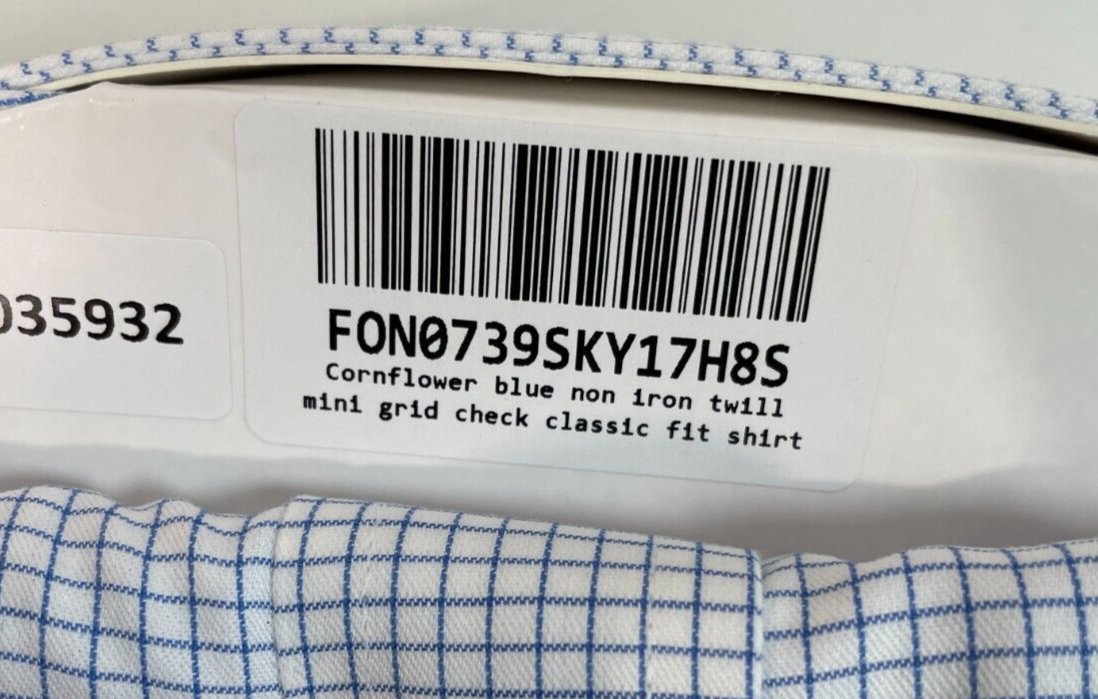 035932
FON0739SKY17H8S
Cornflower blue non iron twill
mini grid check classic fit shirt